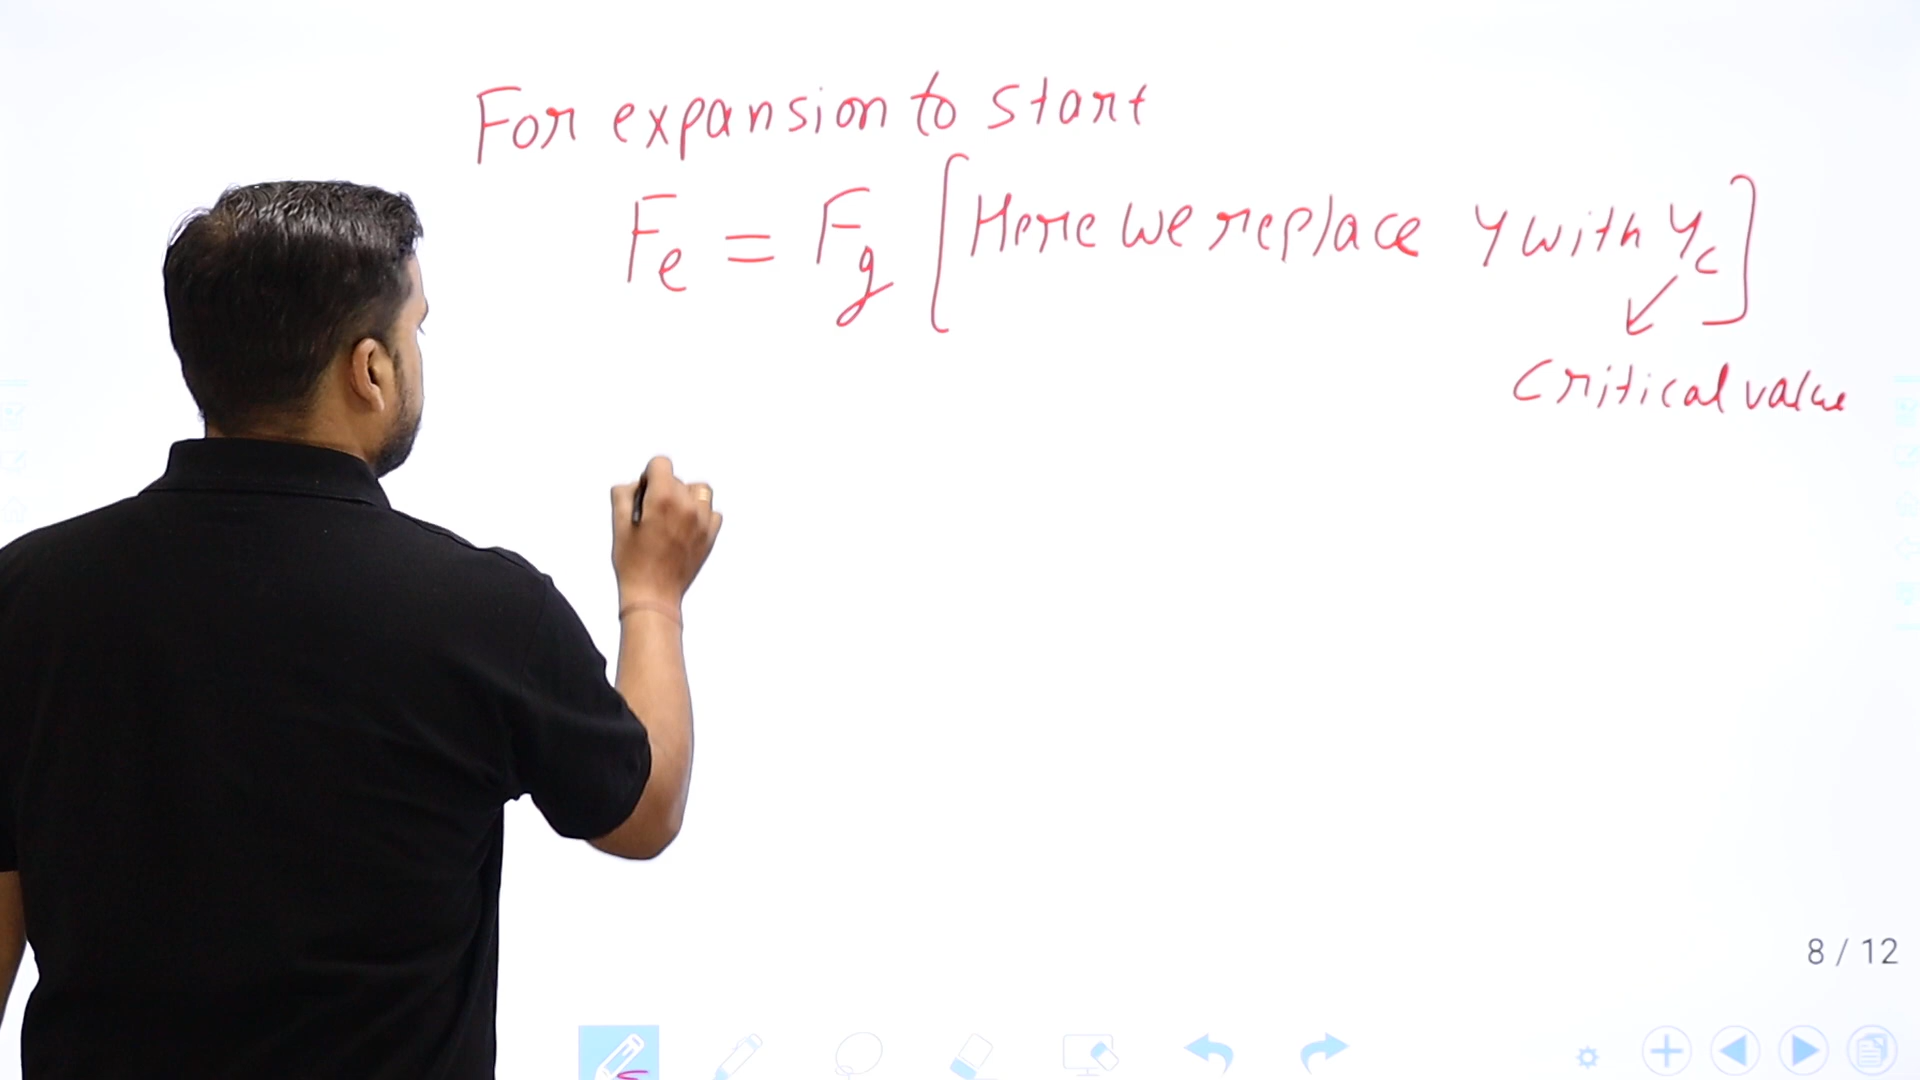 For expansion to start
Fe = Fg [Here we replace y with yc]
Critical value
8 / 12